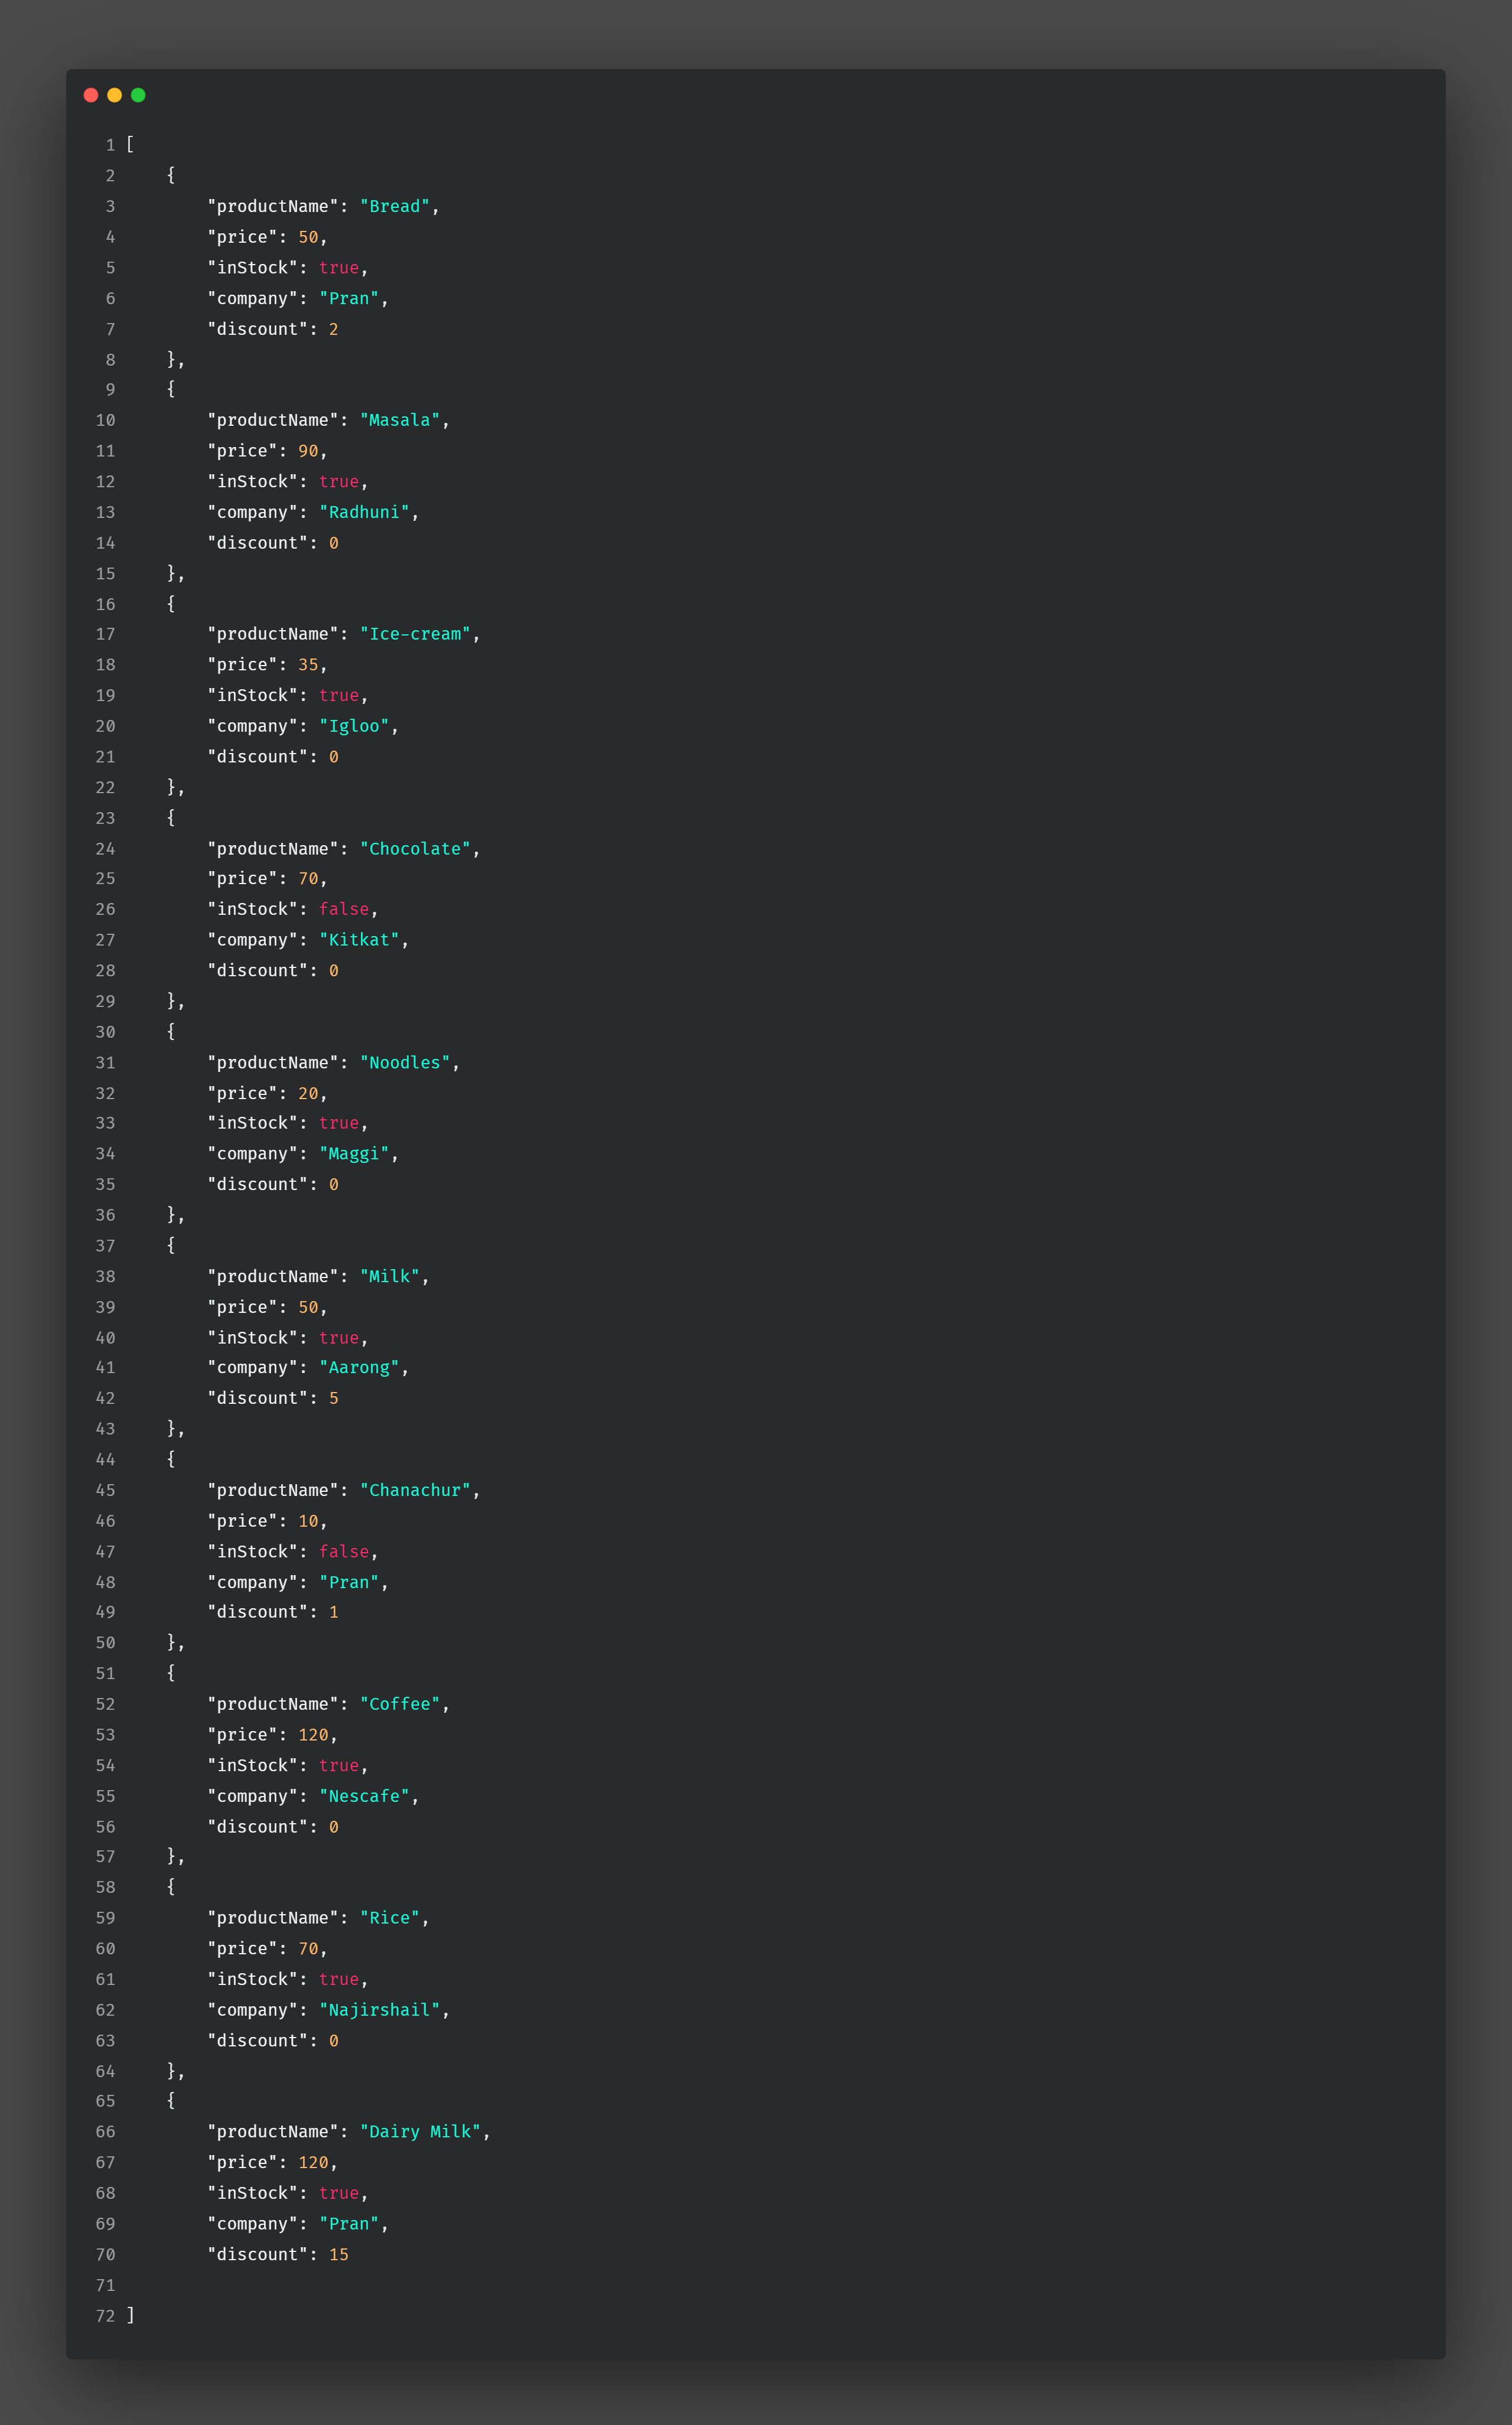 1 [
2     {
3         "productName": "Bread",
4         "price": 50,
5         "inStock": true,
6         "company": "Pran",
7         "discount": 2
8     },
9     {
10         "productName": "Masala",
11         "price": 90,
12         "inStock": true,
13         "company": "Radhuni",
14         "discount": 0
15     },
16     {
17         "productName": "Ice-cream",
18         "price": 35,
19         "inStock": true,
20         "company": "Igloo",
21         "discount": 0
22     },
23     {
24         "productName": "Chocolate",
25         "price": 70,
26         "inStock": false,
27         "company": "Kitkat",
28         "discount": 0
29     },
30     {
31         "productName": "Noodles",
32         "price": 20,
33         "inStock": true,
34         "company": "Maggi",
35         "discount": 0
36     },
37     {
38         "productName": "Milk",
39         "price": 50,
40         "inStock": true,
41         "company": "Aarong",
42         "discount": 5
43     },
44     {
45         "productName": "Chanachur",
46         "price": 10,
47         "inStock": false,
48         "company": "Pran",
49         "discount": 1
50     },
51     {
52         "productName": "Coffee",
53         "price": 120,
54         "inStock": true,
55         "company": "Nescafe",
56         "discount": 0
57     },
58     {
59         "productName": "Rice",
60         "price": 70,
61         "inStock": true,
62         "company": "Najirshail",
63         "discount": 0
64     },
65     {
66         "productName": "Dairy Milk",
67         "price": 120,
68         "inStock": true,
69         "company": "Pran",
70         "discount": 15
71
72 ]